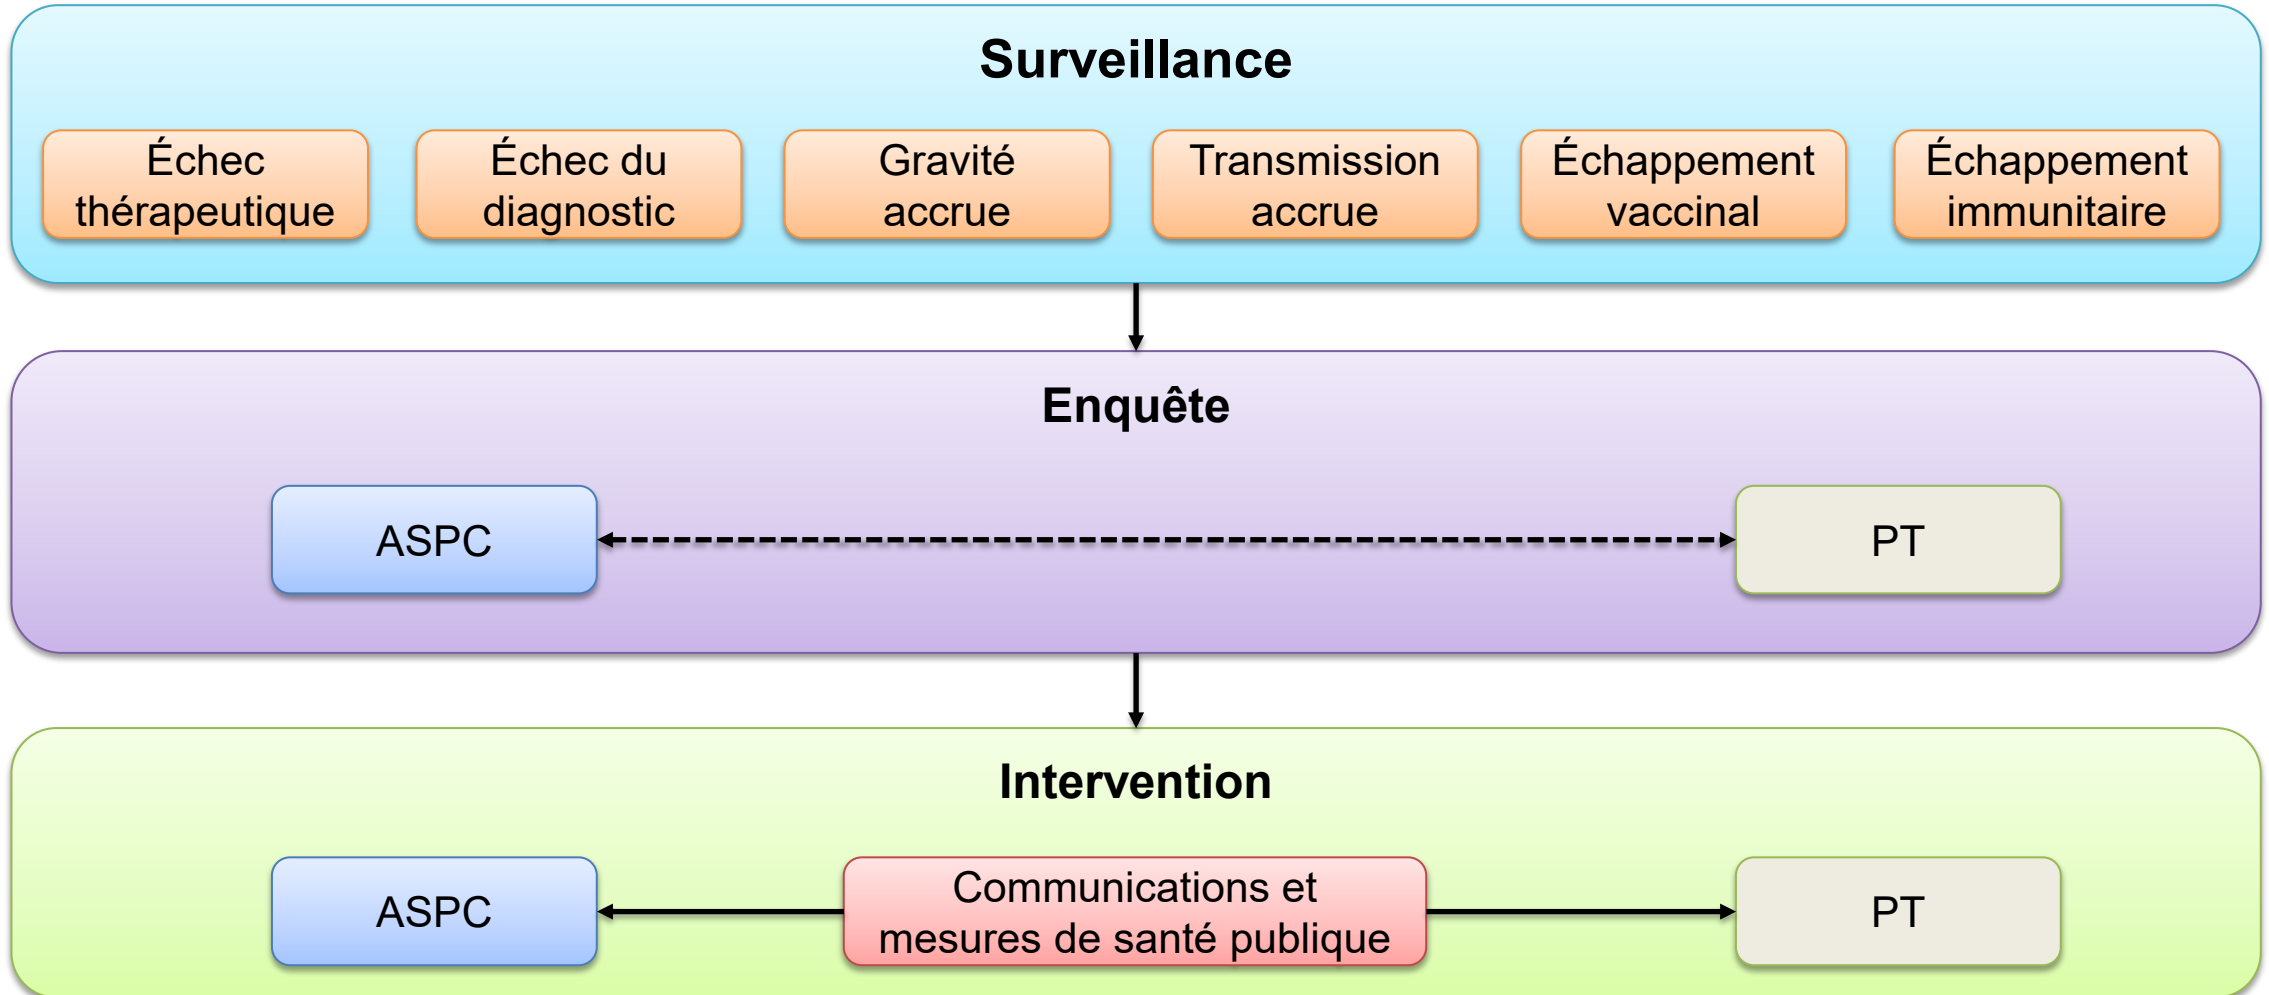 Surveillance
Échec
thérapeutique
Échec du
diagnostic
Gravité
accrue
Transmission
accrue
Échappement
vaccinal
Échappement
immunitaire
Enquête
ASPC
PT
Intervention
ASPC
Communications et
mesures de santé publique
PT